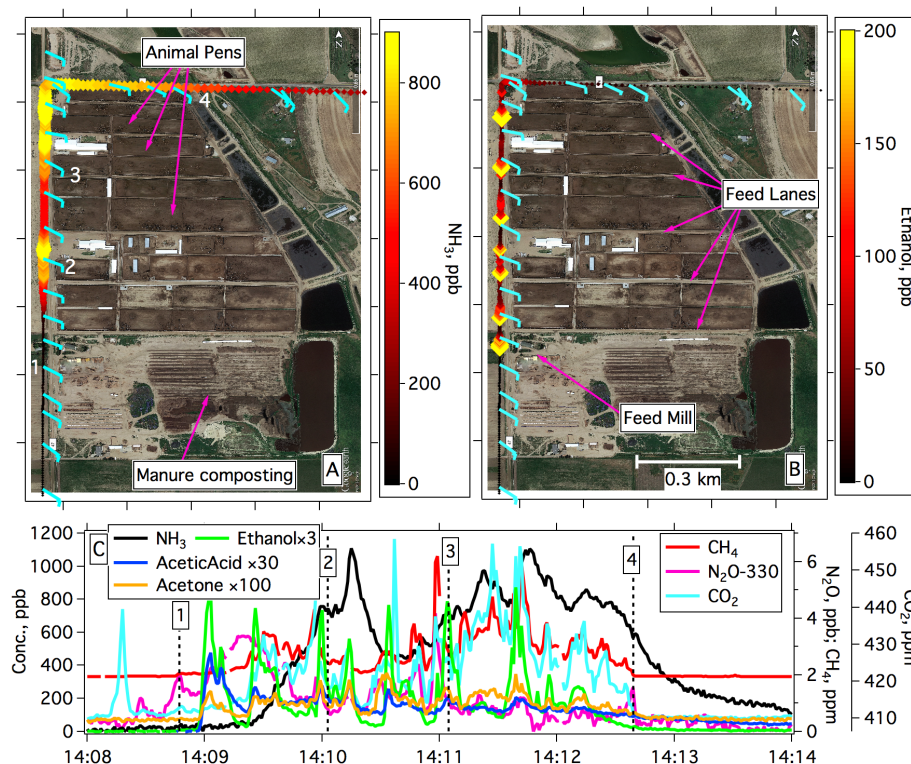 Animal Pens
N
4
3
2
1
Manure composting
A
800
600
400
200
0
NH₃, ppb
N
Feed Lanes
Feed Mill
0.3 km
B
200
150
100
50
0
Ethanol, ppb
C
NH₃
Ethanol×3
AceticAcid ×30
Acetone ×100
CH₄
N₂O-330
CO₂
1
2
3
4
1200
1000
800
600
400
200
0
Conc., ppb
6
4
2
0
N₂O, ppb; CH₄, ppm
460
450
440
430
420
410
CO₂, ppm
14:08
14:09
14:10
14:11
14:12
14:13
14:14